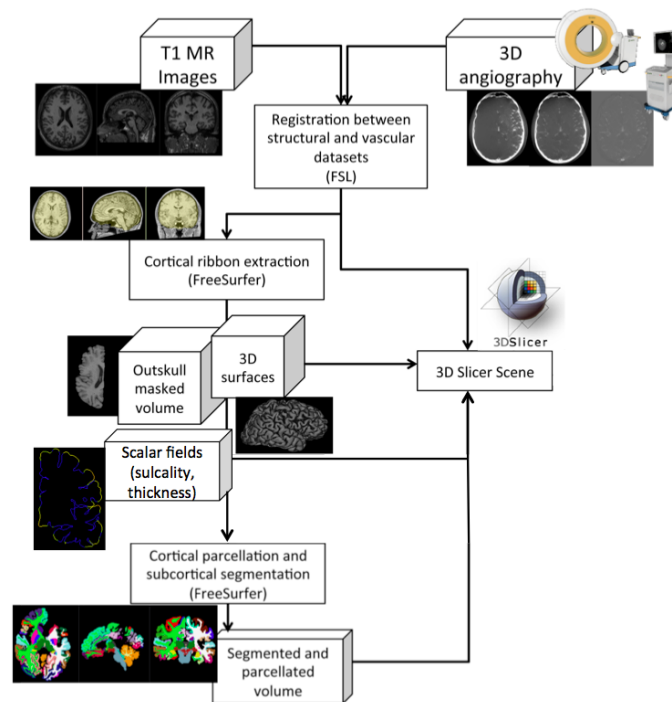 T1 MR
Images
3D
angiography
Registration between
structural and vascular
datasets
(FSL)
Cortical ribbon extraction
(FreeSurfer)
3DSlicer
Outskull
masked volume
3D
surfaces
3D Slicer Scene
Scalar fields
(sulcality,
thickness)
Cortical parcellation and
subcortical segmentation
(FreeSurfer)
Segmented and
parcellated
volume